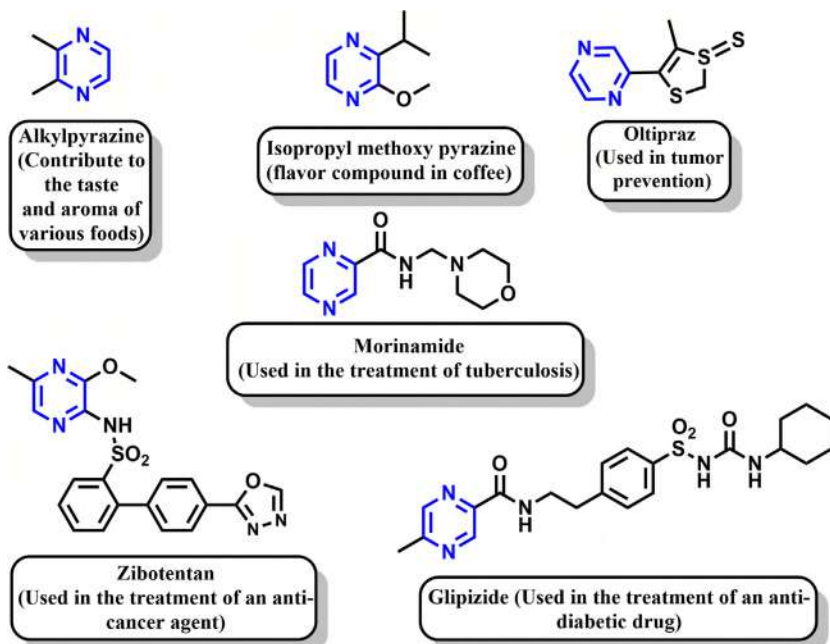 N
N
Alkylpyrazine
(Contribute to
the taste
and aroma of
various foods)
N
N
O
Isopropyl methoxy pyrazine
(flavor compound in coffee)
N
N
S
S
S
Oltipraz
(Used in tumor
prevention)
O
N
N
N
H
N
O
Morinamide
(Used in the treatment of tuberculosis)
N
O
N
NH
S
O2
O
N
N
Zibotentan
(Used in the treatment of an anti-
cancer agent)
O
N
N
N
H
O2
S
O
N
H
N
H
Glipizide (Used in the treatment of an anti-
diabetic drug)